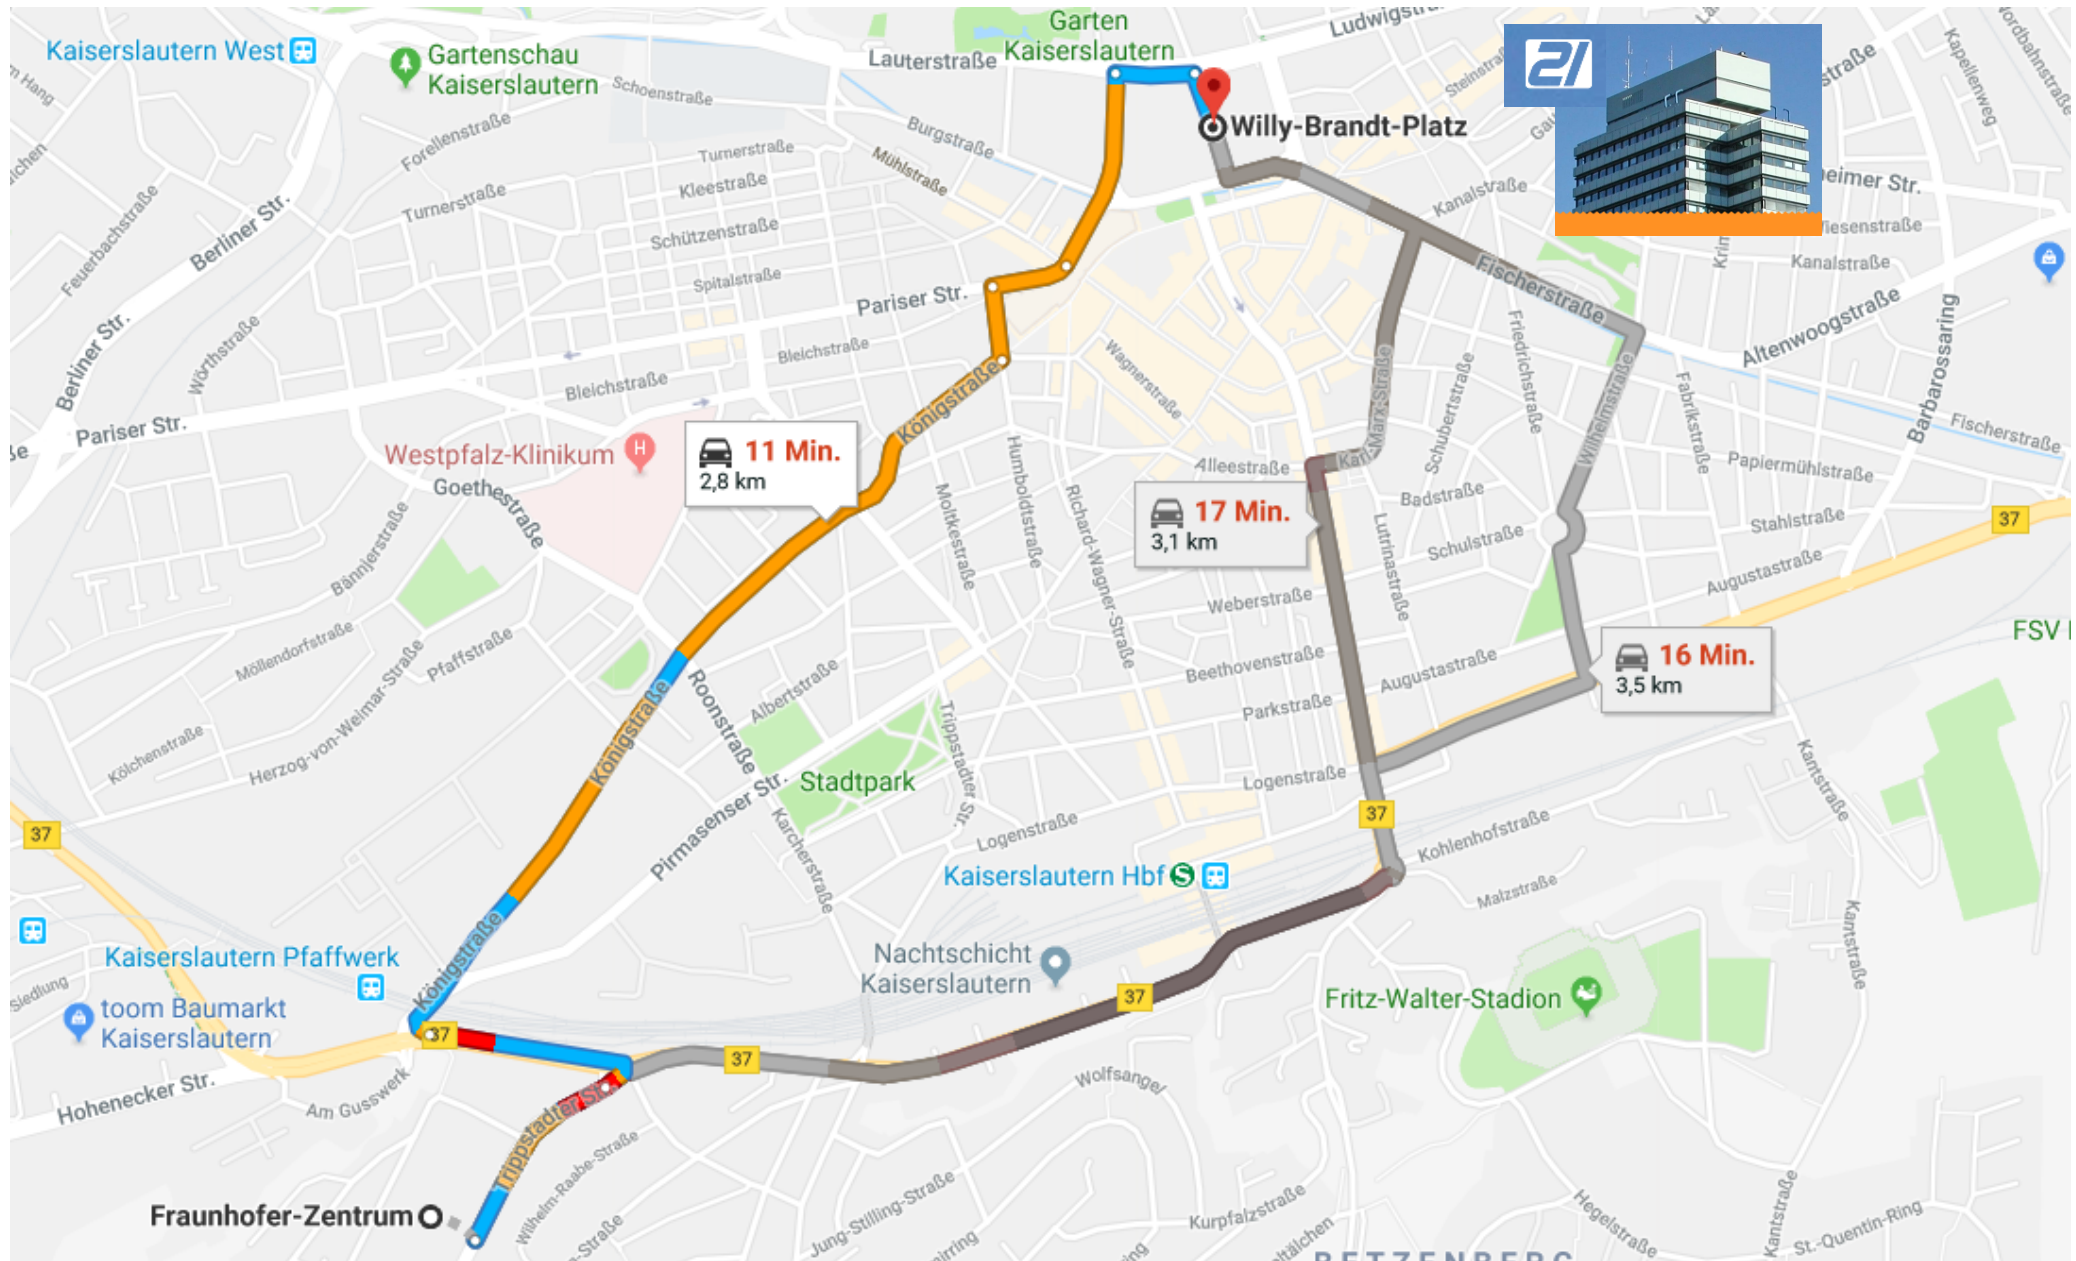 Kaiserslautern West
Gartenschau
Kaiserslautern
Garten
Kaiserslautern
Lauterstraße
Schoenstraße
Forellenstraße
Burgstraße
Mühlstraße
Turnerstraße
Kleestraße
Turnerstraße
Schützenstraße
Spitalstraße
Feuerbachstraße
Berliner Str.
Willy-Brandt-Platz
21
Kapellenweg
Kanalstraße
Kanalstraße
Pariser Str.
Bleichstraße
Bleichstraße
Wörthstraße
Berliner Str.
Pariser Str.
Fischerstraße
Friedrichstraße
Altenwoogstraße
Barbarossaring
Wagnerstraße
Königstraße
Karl-Marx-Straße
Schubertstraße
Wilhelmstraße
Fabrikstraße
Fischerstraße
Westpfalz-Klinikum
H
Goethestraße
11 Min.
2,8 km
Humboldtstraße
Moltkestraße
Richard-Wagner-Straße
Alleestraße
17 Min.
3,1 km
Badstraße
Papiermühlstraße
Stahlstraße
37
Lutrinastraße
Schulstraße
Augustastraße
Bännjerstraße
Möllendorfstraße
Pfaffstraße
Herzog-von-Weimar-Straße
Kölchenstraße
Weberstraße
Beethovenstraße
Augustastraße
Parkstraße
Logenstraße
16 Min.
3,5 km
Königstraße
Roonstraße
Albertstraße
Trippstadter Str.
Stadtpark
Pirmasenser Str.
Karcherstraße
Logenstraße
37
37
Kohlenhofstraße
Malzstraße
Kantstraße
Kantstraße
Kaiserslautern Hbf
S
Kaiserslautern Pfaffwerk
Königstraße
toom Baumarkt
Kaiserslautern
Nachtschicht
Kaiserslautern
37
Fritz-Walter-Stadion
37
37
Hohenecker Str.
Am Gusswerk
Wolfsangel
Trippstadter Str.
Wilhelm-Raabe-Straße
Fraunhofer-Zentrum
Jung-Stilling-Straße
Kurpfalzstraße
Hegelstraße
Kantstraße
St.-Quentin-Ring
BETZENBERG